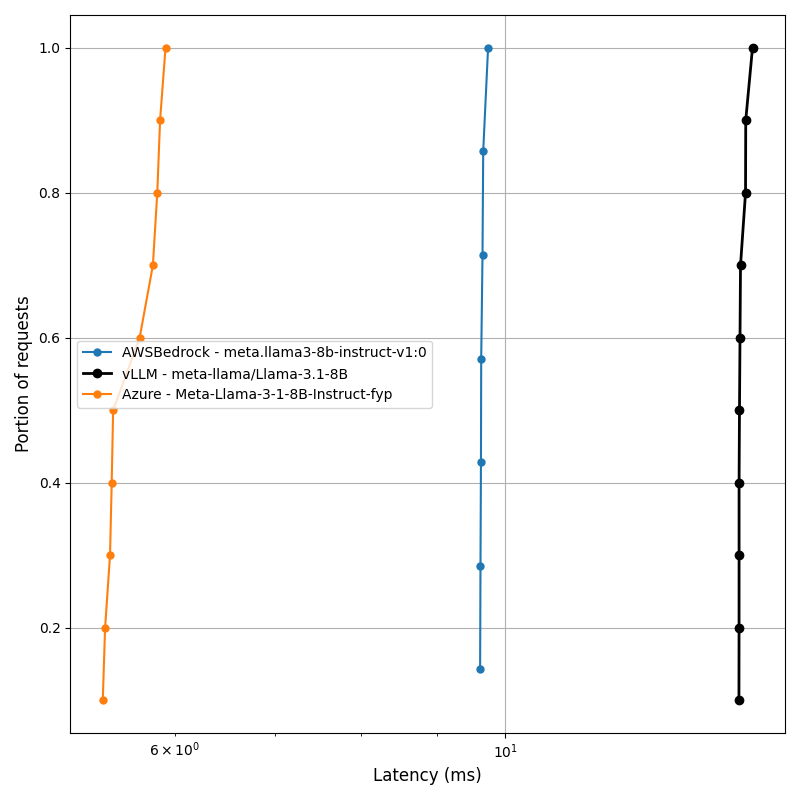 1.0
0.8
0.6
0.4
0.2
Portion of requests
AWSBedrock - meta.llama3-8b-instruct-v1:0
vLLM - meta-llama/Llama-3.1-8B
Azure - Meta-Llama-3-1-8B-Instruct-fyp
6 × 10⁰
10¹
Latency (ms)